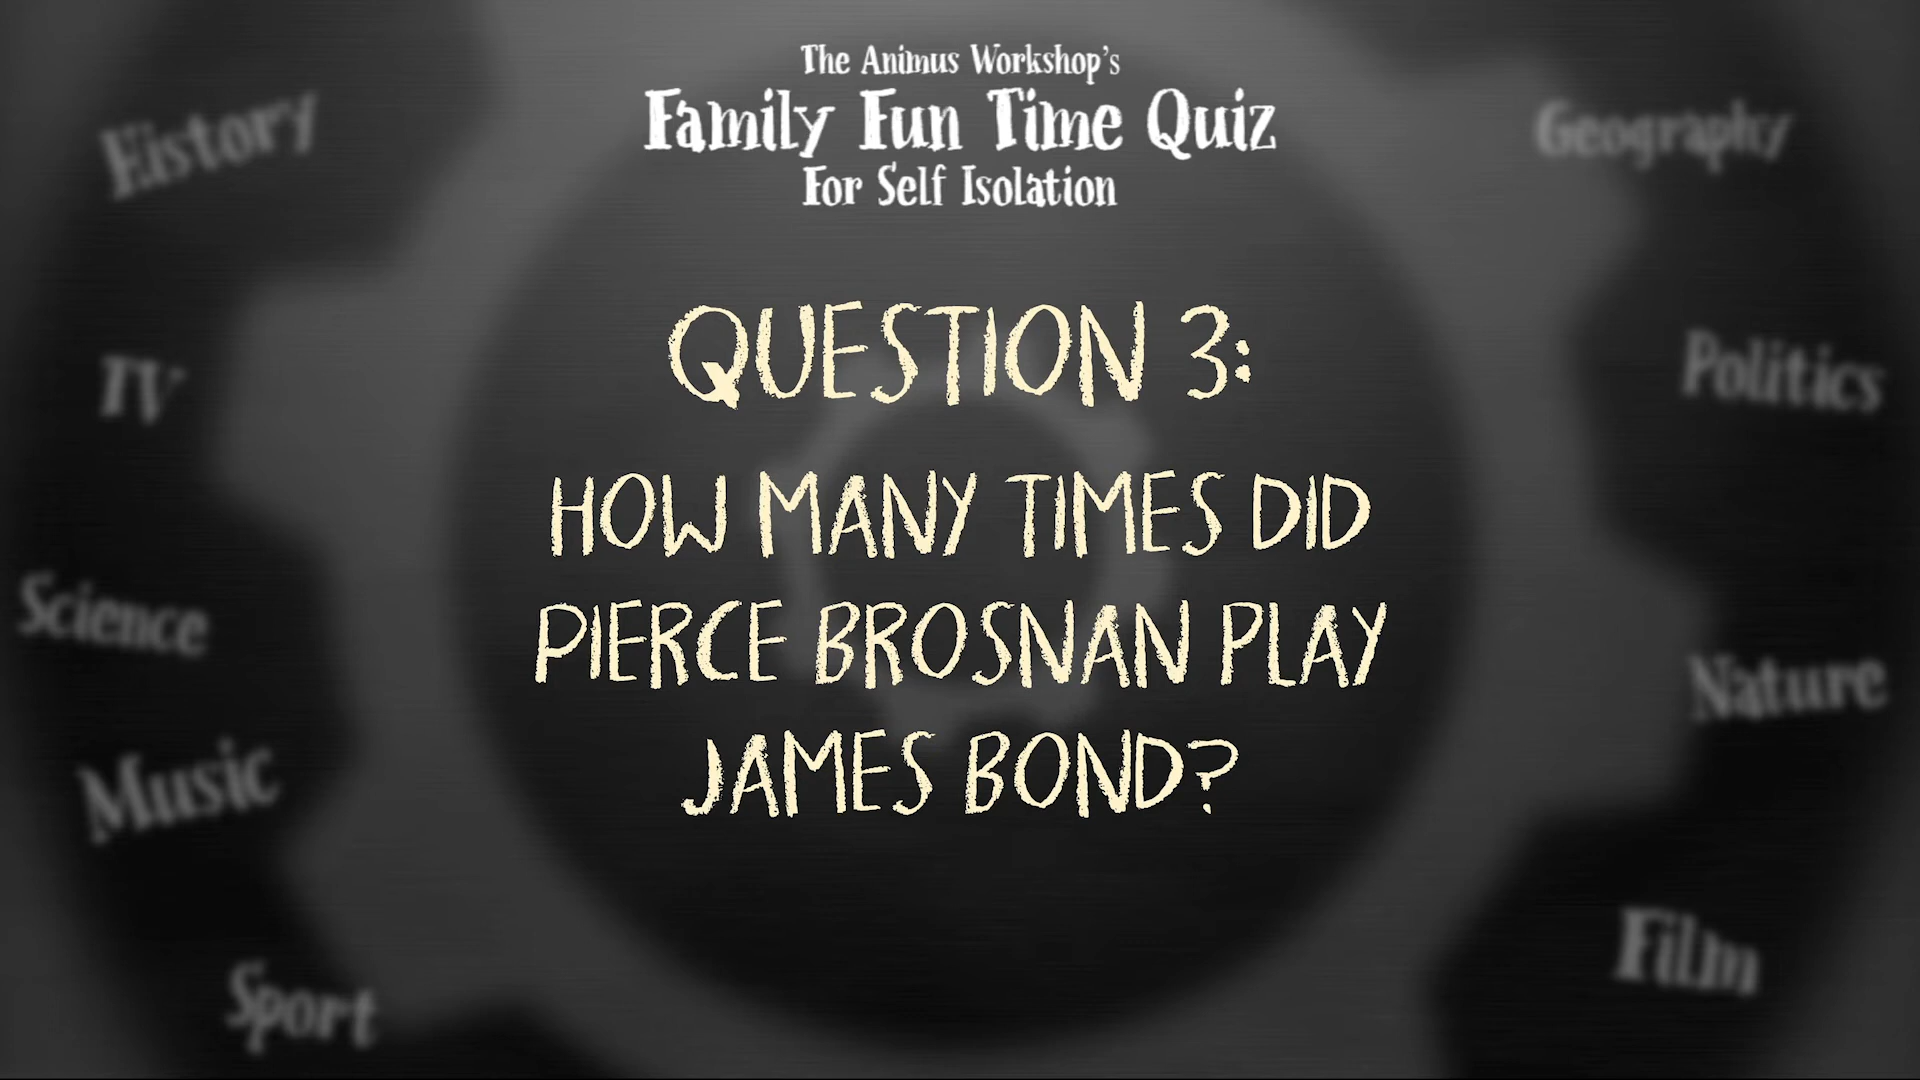 The Animus Workshop's
Family Fun Time Quiz
For Self Isolation
History
Geography
TV
Politics
Science
Nature
Music
Film
Sport
QUESTION 3:
HOW MANY TIMES DID
PIERCE BROSNAN PLAY
JAMES BOND?